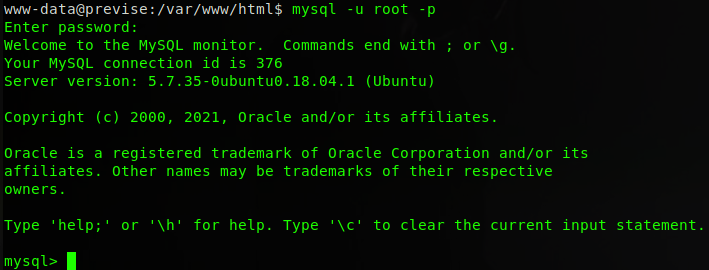 www-data@previse:/var/www/html$ mysql -u root -p
Enter password:
Welcome to the MySQL monitor.  Commands end with ; or \g.
Your MySQL connection id is 376
Server version: 5.7.35-0ubuntu0.18.04.1 (Ubuntu)
Copyright (c) 2000, 2021, Oracle and/or its affiliates.
Oracle is a registered trademark of Oracle Corporation and/or its
affiliates. Other names may be trademarks of their respective
owners.
Type 'help;' or '\h' for help. Type '\c' to clear the current input statement.
mysql>